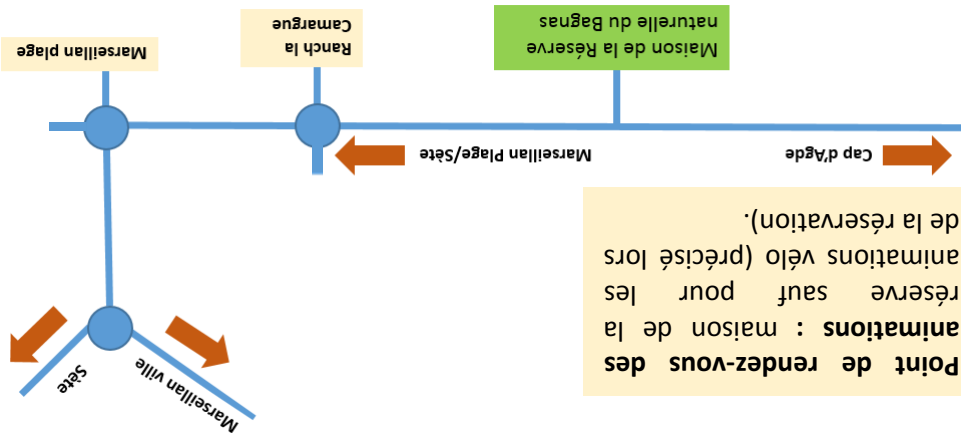 Point de rendez-vous des
animations : maison de la
réserve sauf pour les
animations vélo (précisé lors
de la réservation).
Marseillan ville
Sète
Cap d'Agde
Marseillan Plage/Sète
Maison de la Réserve
naturelle du Bagnas
Ranch la
Camargue
Marseillan plage